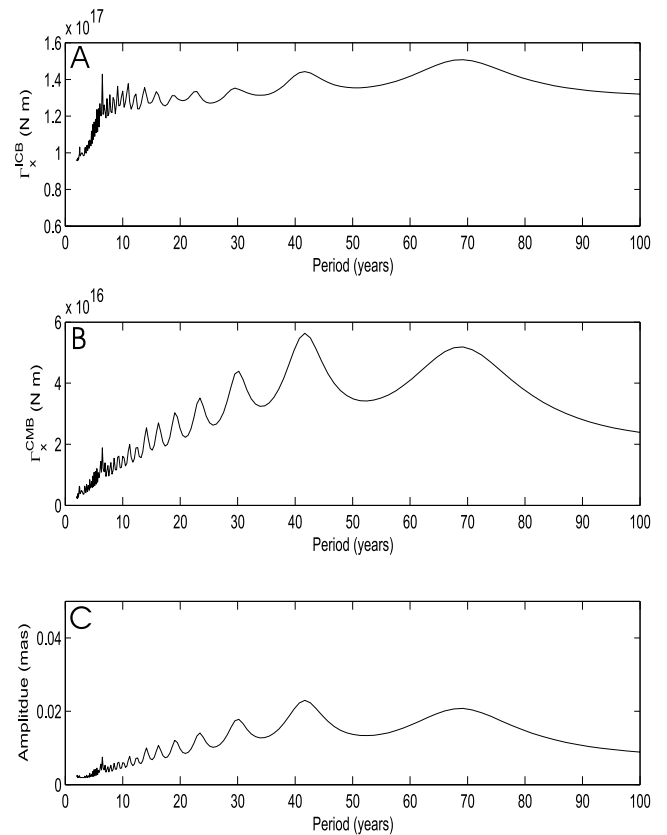 x 10^17
1.6
A
1.4
1.2
1
0.8
0.6
Γ_x^ICB (N m)
0 10 20 30 40 50 60 70 80 90 100
Period (years)
x 10^16
6
B
4
2
0
Γ_x^CMB (N m)
0 10 20 30 40 50 60 70 80 90 100
Period (years)
C
0.04
0.02
0
Amplitdue (mas)
0 10 20 30 40 50 60 70 80 90 100
Period (years)